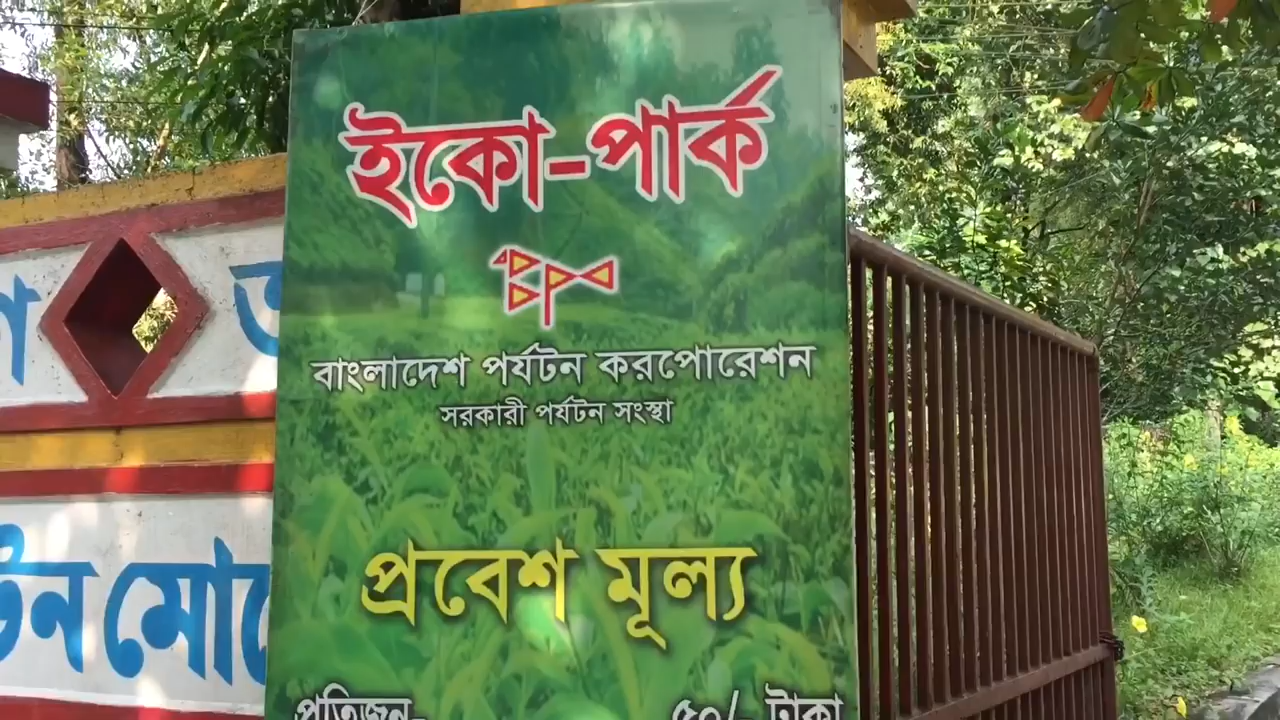 ইকো-পার্ক
বাংলাদেশ পর্যটন করপোরেশন
সরকারী পর্যটন সংস্থা
প্রবেশ মূল্য
প্রতিজন- ৫০/- টাকা